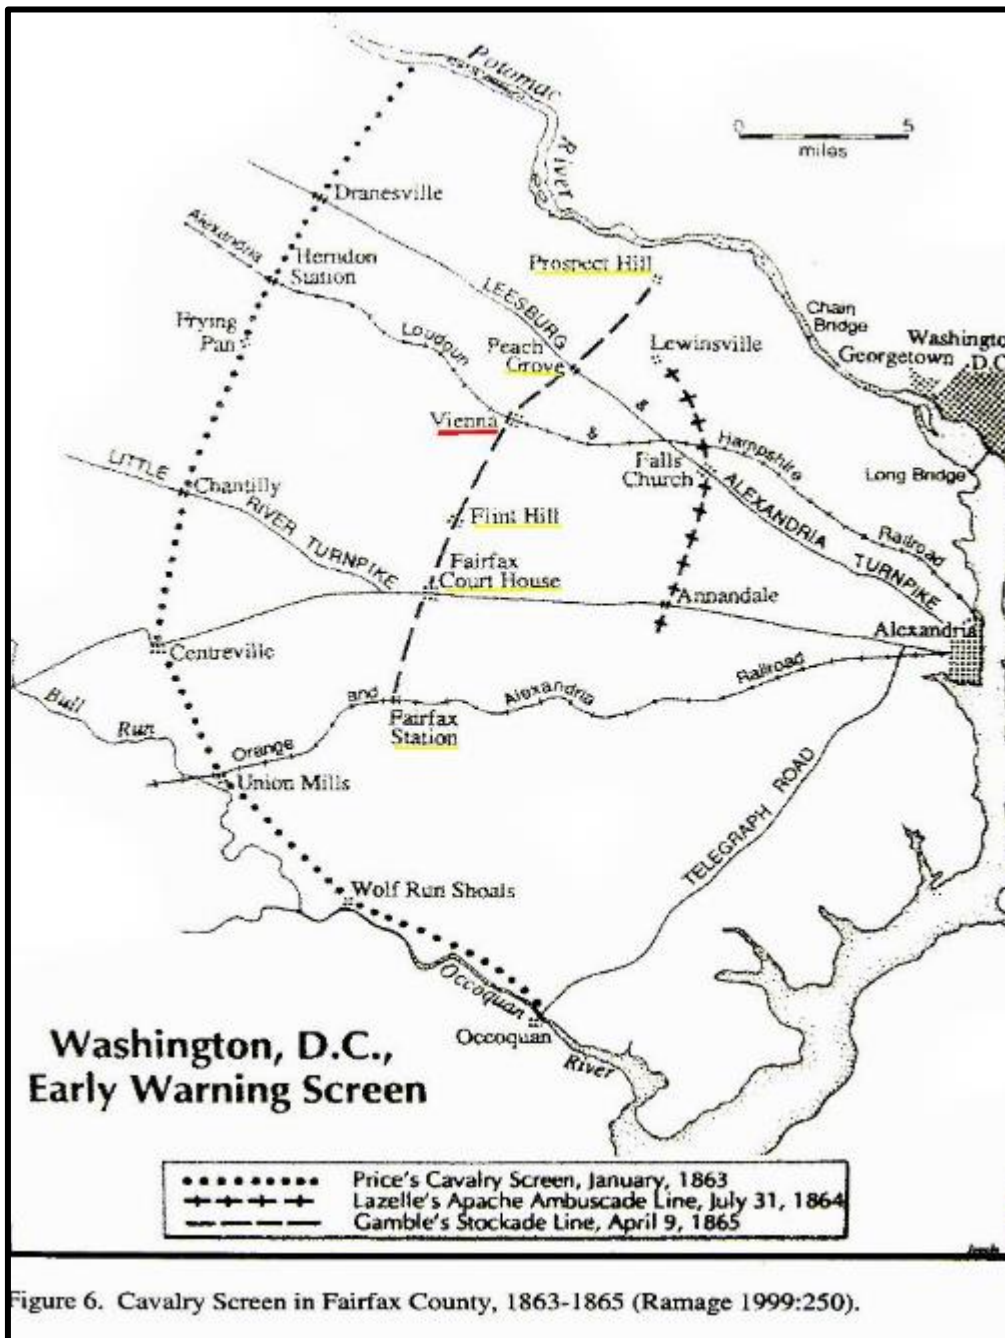 Potomac
River
0 5
miles
Dranesville
Alexandria
Herndon
Station
Prospect Hill
LEESBURG
Frying
Pan
Loudoun
Peach
Grove
Lewinsville
Chain
Bridge
Washington
D.C.
Georgetown
Vienna
&
&
Hampshire
Falls
Church
Long Bridge
LITTLE
Chantilly
RIVER TURNPIKE
Flint Hill
ALEXANDRIA
TURNPIKE
Railroad
Fairfax
Court House
Annandale
Alexandria
Centreville
Bull
Run
and
Alexandria
Railroad
Fairfax
Station
Orange
Union Mills
TELEGRAPH ROAD
Wolf Run Shoals
Occoquan
River
Occoquan
Washington, D.C.,
Early Warning Screen
Price's Cavalry Screen, January, 1863
Lazelle's Apache Ambuscade Line, July 31, 1864
Gamble's Stockade Line, April 9, 1865
Figure 6. Cavalry Screen in Fairfax County, 1863-1865 (Ramage 1999:250).